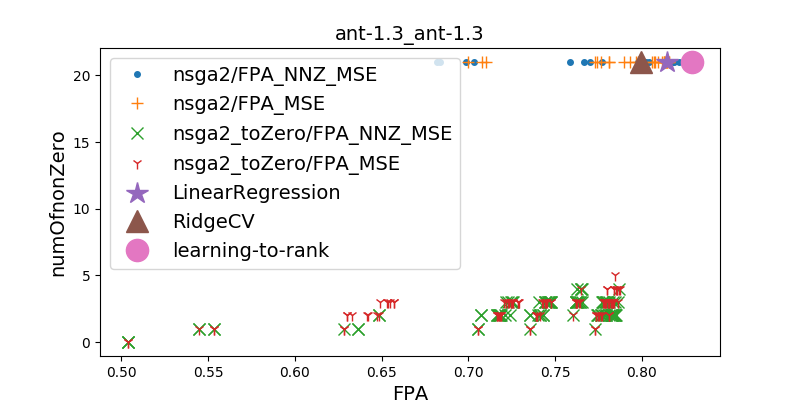 ant-1.3_ant-1.3
numOfnonZero
20
15
10
5
0
nsga2/FPA_NNZ_MSE
nsga2/FPA_MSE
nsga2_toZero/FPA_NNZ_MSE
nsga2_toZero/FPA_MSE
LinearRegression
RidgeCV
learning-to-rank
0.50 0.55 0.60 0.65 0.70 0.75 0.80
FPA